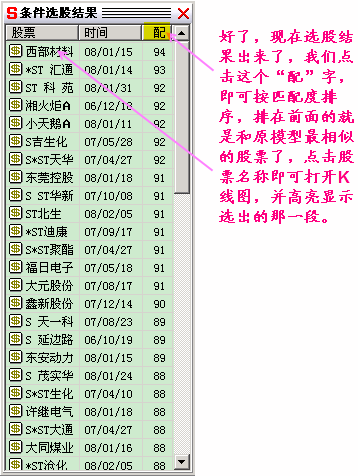 S条件选股结果
股票 时间 配
西部材料 08/01/15 94
*ST 汇通 08/01/14 93
ST 科 苑 08/01/31 92
湘火炬A 06/12/18 92
小天鹅A 08/01/11 92
S吉生化 07/05/28 92
S*ST天华 07/04/27 92
东莞控股 08/01/18 91
S ST华新 07/10/08 91
ST北生 08/02/05 91
*ST迪康 07/09/17 91
S*ST聚酯 07/04/27 91
福日电子 07/05/18 91
大元股份 07/08/17 91
鑫新股份 07/12/14 90
S 天一科 07/08/23 89
S 延边路 06/10/19 89
东安动力 08/01/15 89
S 茂实华 08/01/24 88
S*ST生化 07/04/10 88
许继电气 08/01/18 88
S*ST大通 07/04/27 88
大同煤业 08/01/16 88
*ST沧化 08/02/05 88
好了，现在选股结
果出来了，我们点
击这个“配”字，
即可按匹配度排
序，排在前面的就
是和原模型最相似
的股票了，点击股
票名称即可打开K
线图，并高亮显示
选出的那一段。